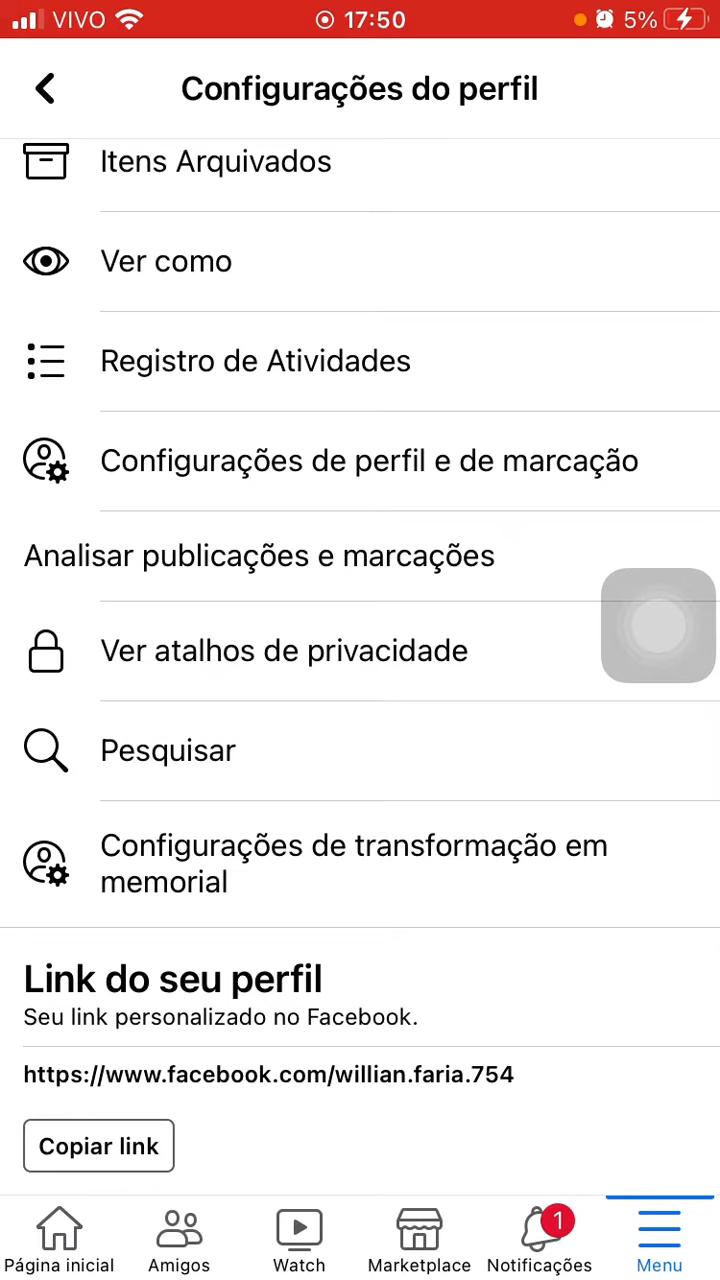 VIVO 17:50 5%
Configurações do perfil
Itens Arquivados
Ver como
Registro de Atividades
Configurações de perfil e de marcação
Analisar publicações e marcações
Ver atalhos de privacidade
Pesquisar
Configurações de transformação em
memorial
Link do seu perfil
Seu link personalizado no Facebook.
https://www.facebook.com/willian.faria.754
Copiar link
1
Página inicial Amigos Watch Marketplace Notificações Menu